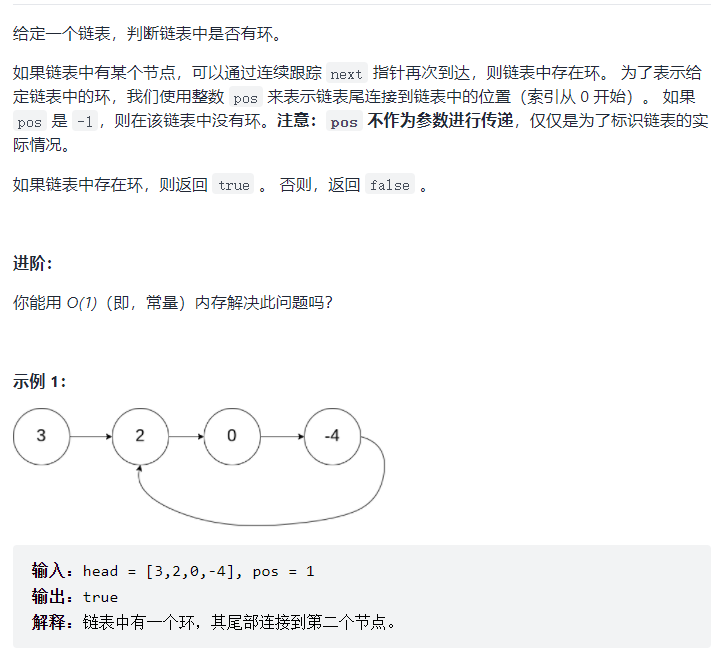 给定一个链表，判断链表中是否有环。
如果链表中有某个节点，可以通过连续跟踪 next 指针再次到达，则链表中存在环。 为了表示给
定链表中的环，我们使用整数 pos 来表示链表尾连接到链表中的位置（索引从 0 开始）。 如果
pos 是 -1，则在该链表中没有环。注意：pos 不作为参数进行传递，仅仅是为了标识链表的实
际情况。
如果链表中存在环，则返回 true 。 否则，返回 false 。
进阶：
你能用 O(1)（即，常量）内存解决此问题吗？
示例 1：
3 2 0 -4
输入：head = [3,2,0,-4], pos = 1
输出：true
解释：链表中有一个环，其尾部连接到第二个节点。